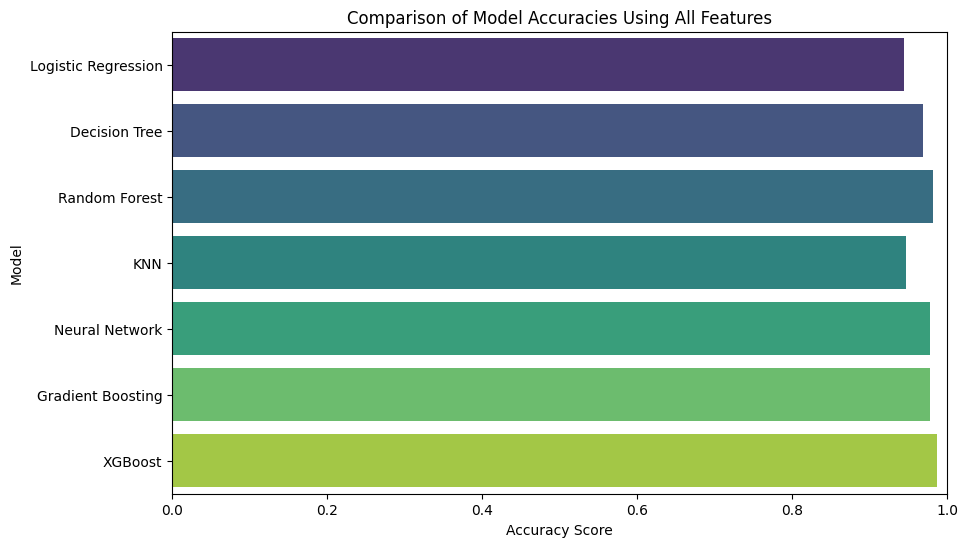 Comparison of Model Accuracies Using All Features
Model
Logistic Regression
Decision Tree
Random Forest
KNN
Neural Network
Gradient Boosting
XGBoost
0.0 0.2 0.4 0.6 0.8 1.0
Accuracy Score